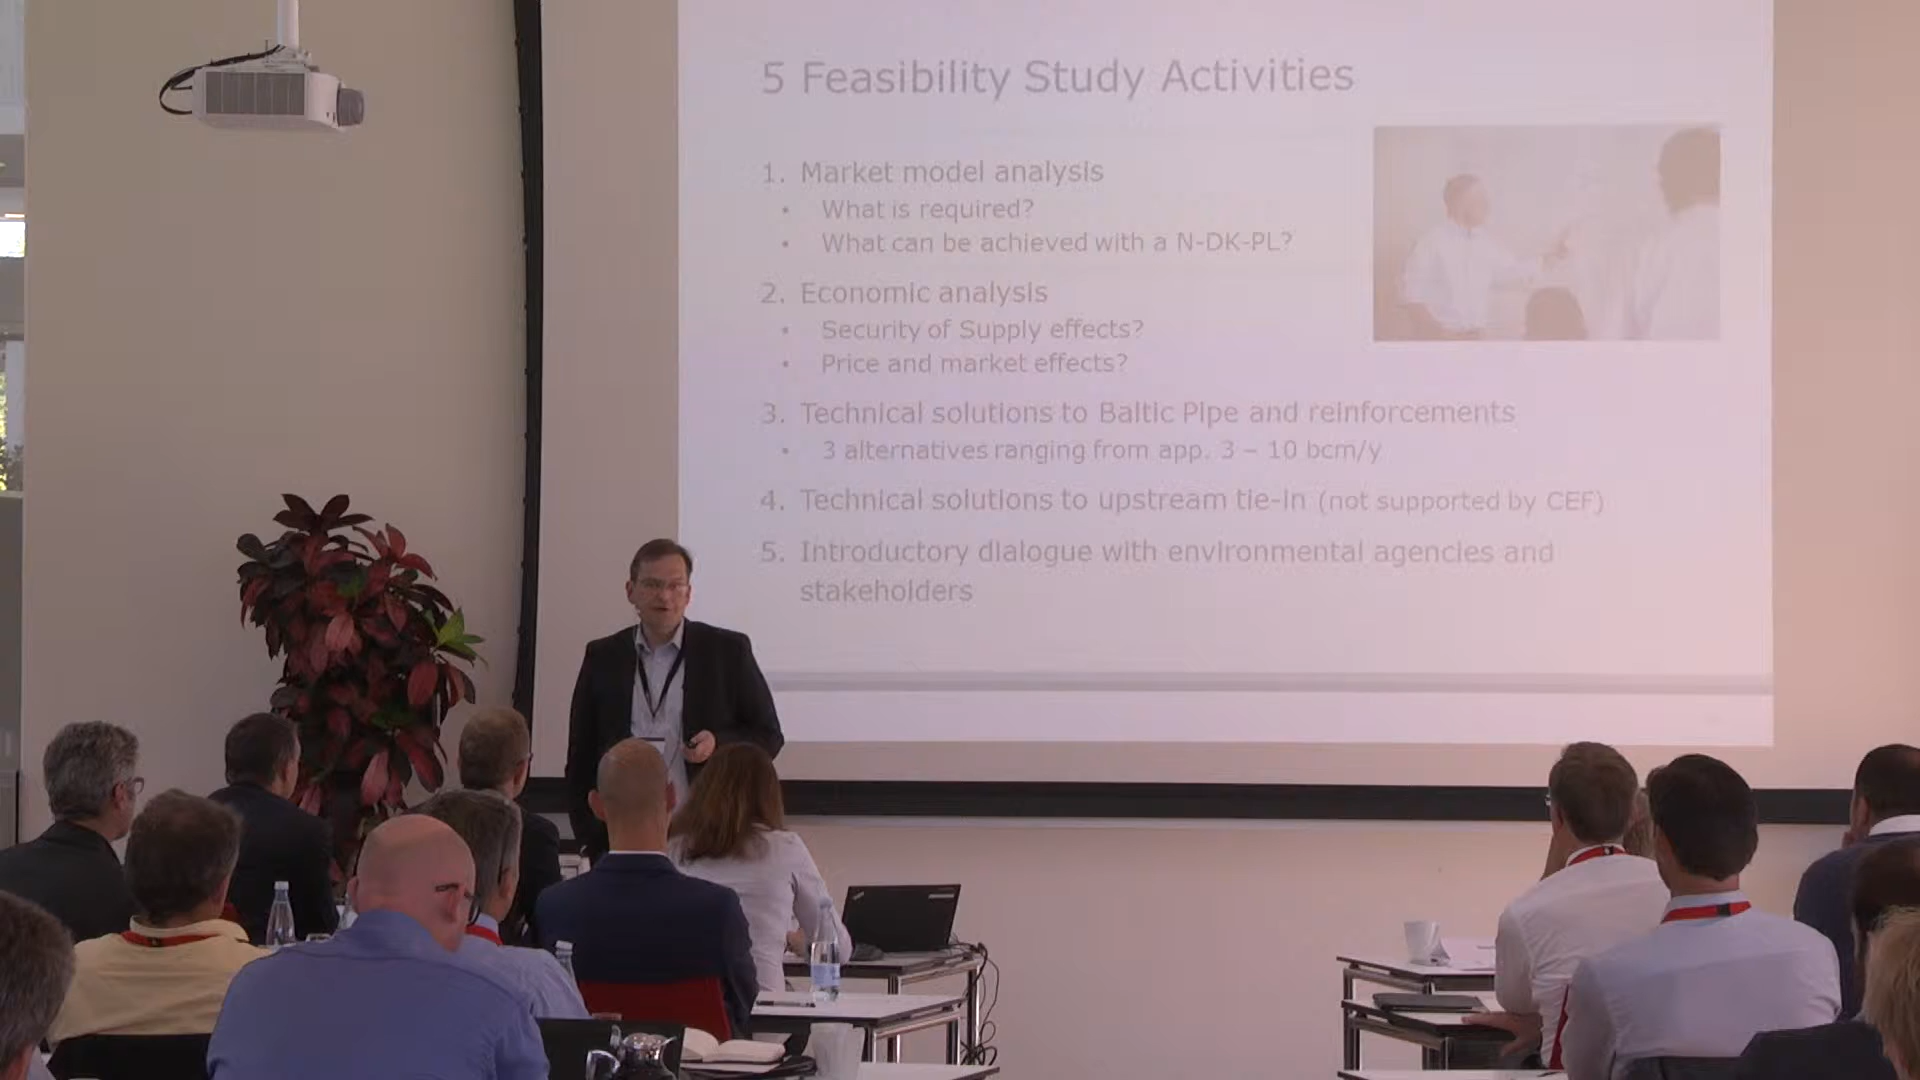 5 Feasibility Study Activities
1. Market model analysis
• What is required?
• What can be achieved with a N-DK-PL?
2. Economic analysis
• Security of Supply effects?
• Price and market effects?
3. Technical solutions to Baltic Pipe and reinforcements
• 3 alternatives ranging from app. 3 – 10 bcm/y
4. Technical solutions to upstream tie-in (not supported by CEF)
5. Introductory dialogue with environmental agencies and
stakeholders